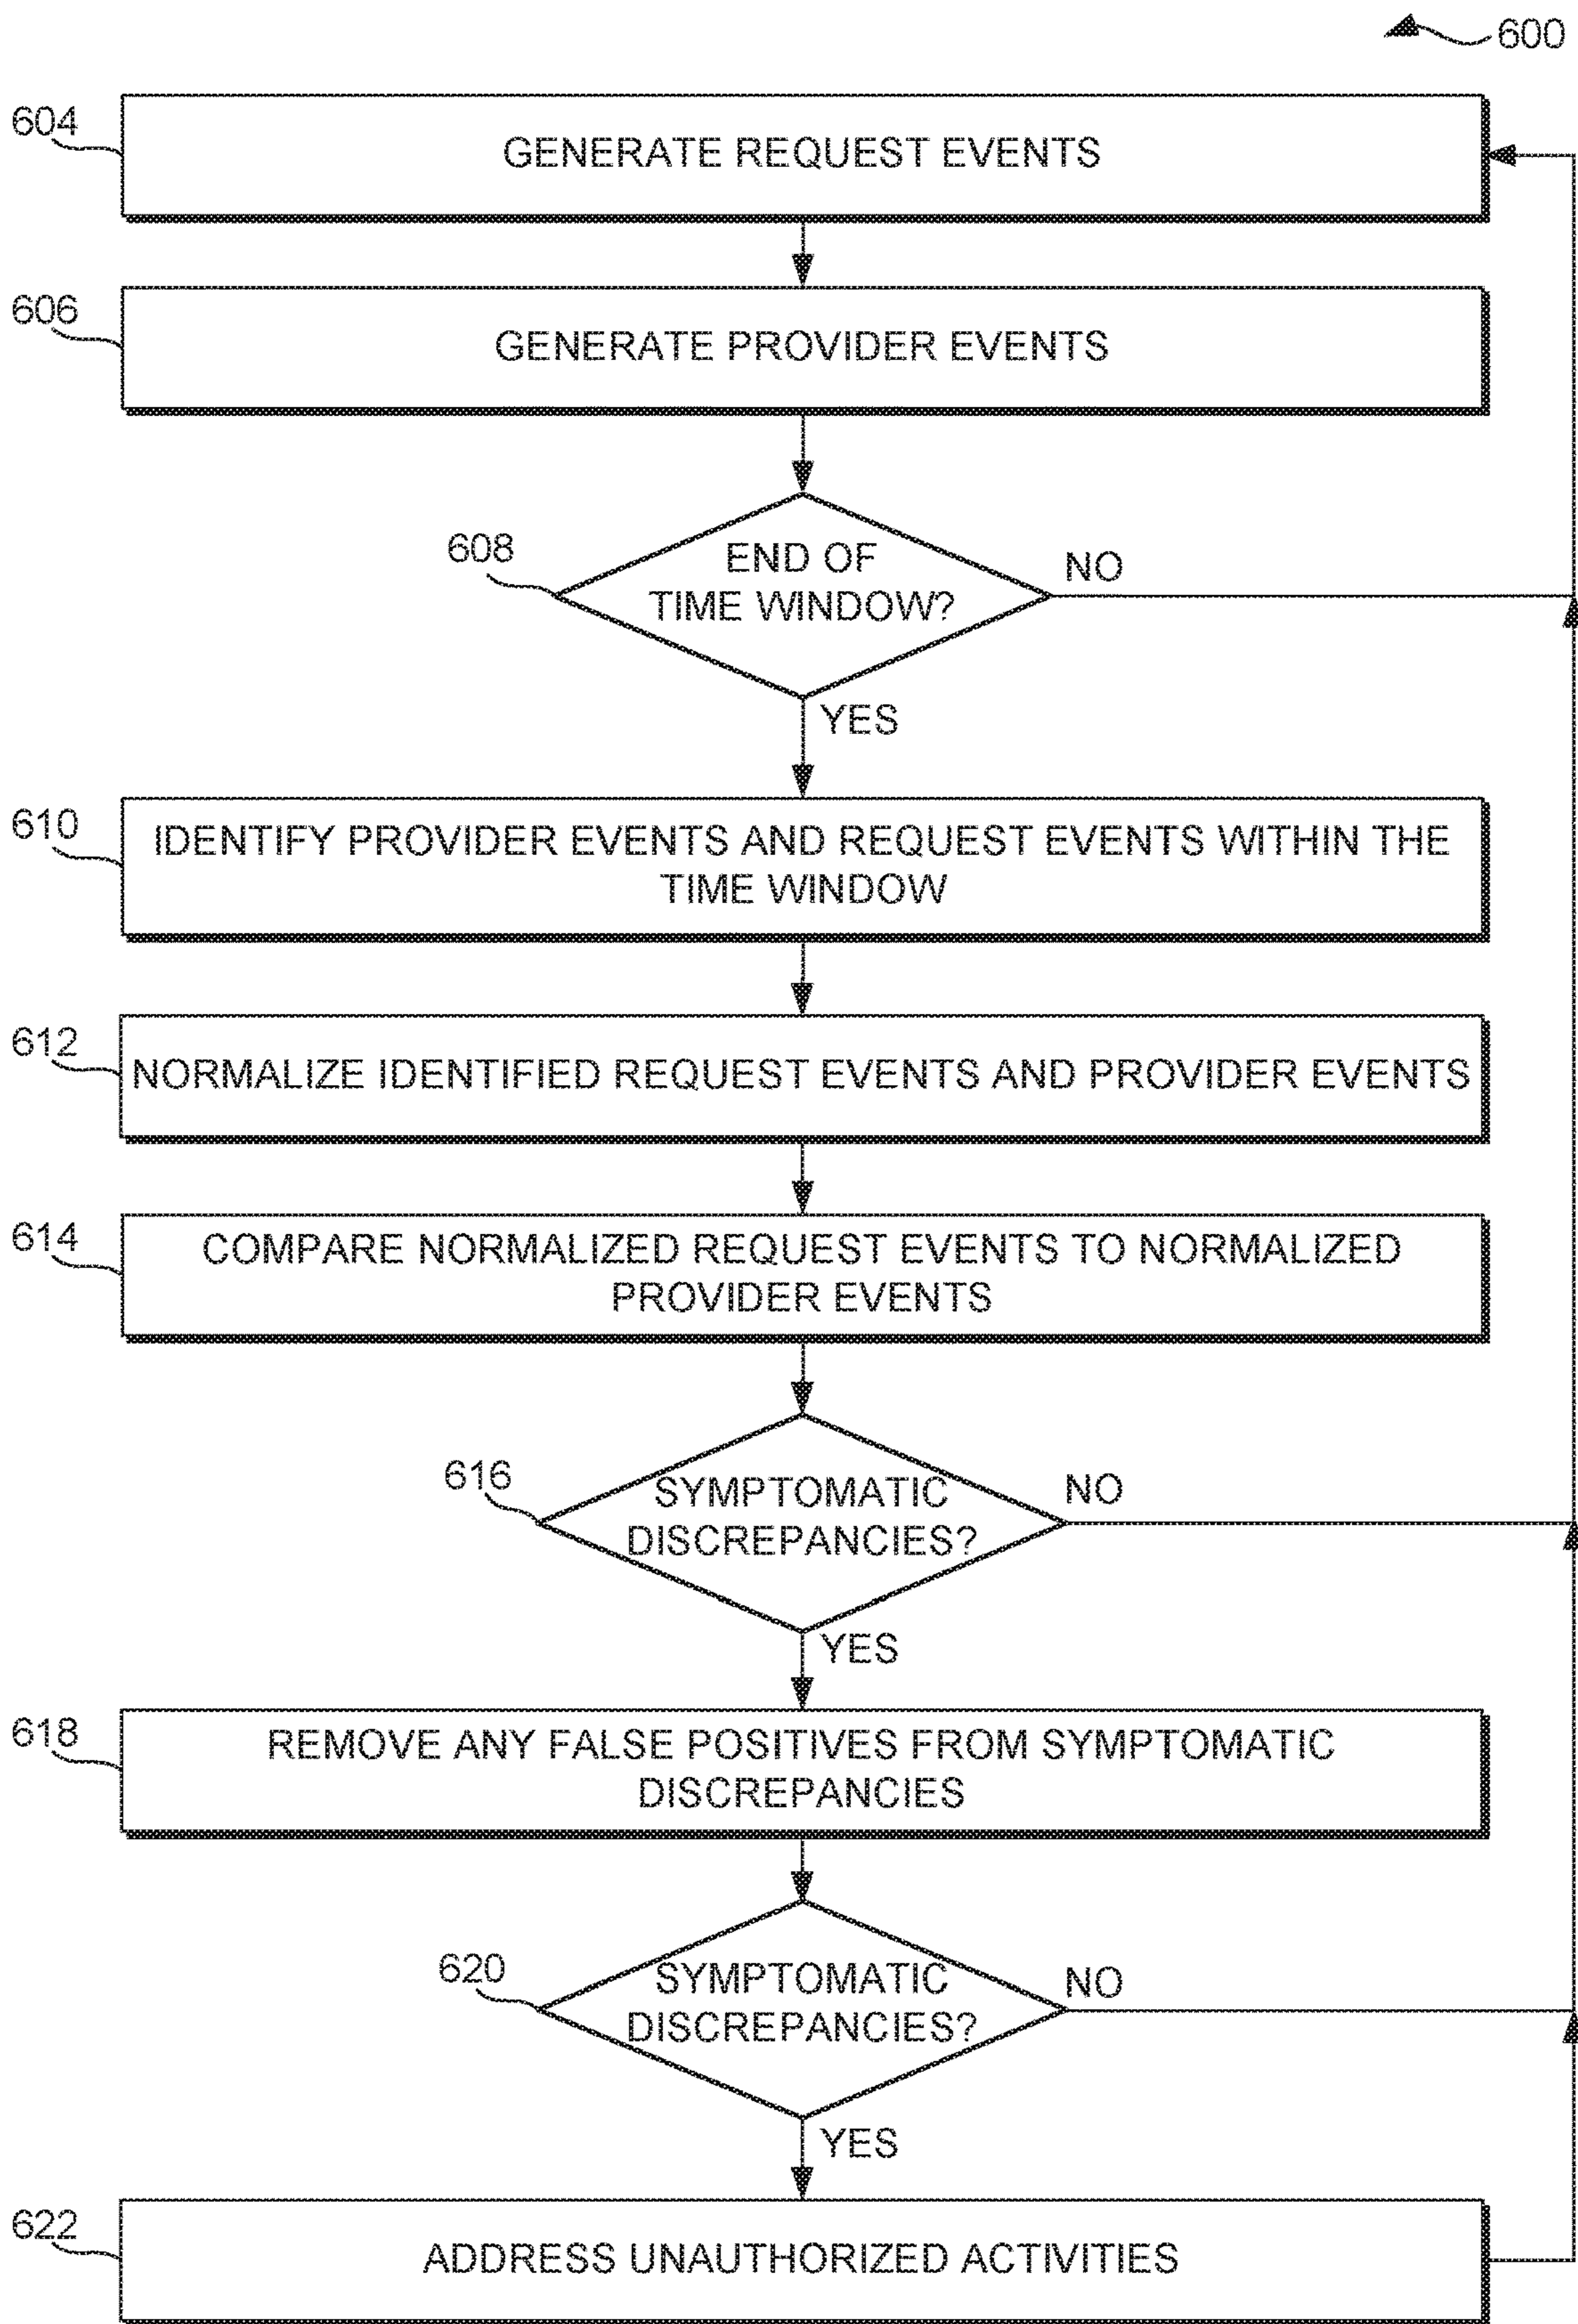 600
604
GENERATE REQUEST EVENTS
606
GENERATE PROVIDER EVENTS
608
END OF
TIME WINDOW?
NO
YES
610
IDENTIFY PROVIDER EVENTS AND REQUEST EVENTS WITHIN THE
TIME WINDOW
612
NORMALIZE IDENTIFIED REQUEST EVENTS AND PROVIDER EVENTS
614
COMPARE NORMALIZED REQUEST EVENTS TO NORMALIZED
PROVIDER EVENTS
616
SYMPTOMATIC
DISCREPANCIES?
NO
YES
618
REMOVE ANY FALSE POSITIVES FROM SYMPTOMATIC
DISCREPANCIES
620
SYMPTOMATIC
DISCREPANCIES?
NO
YES
622
ADDRESS UNAUTHORIZED ACTIVITIES